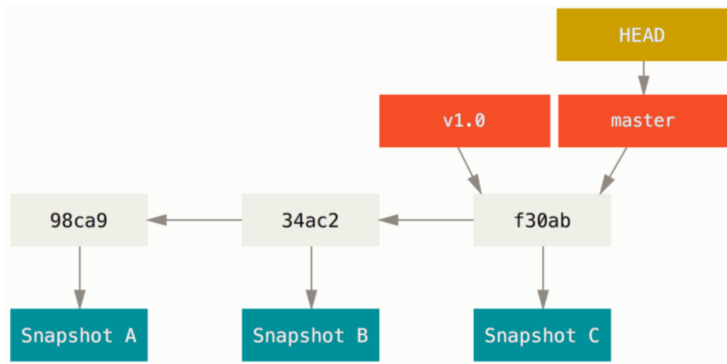 HEAD
v1.0
master
98ca9
34ac2
f30ab
Snapshot A
Snapshot B
Snapshot C